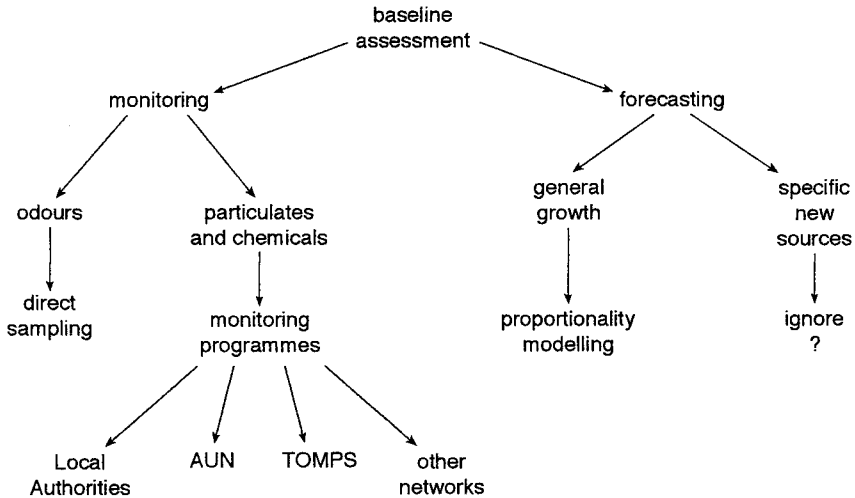 baseline
assessment
monitoring
forecasting
odours
particulates
and chemicals
general
growth
specific
new
sources
direct
sampling
monitoring
programmes
proportionality
modelling
ignore
?
Local
Authorities
AUN
TOMPS
other
networks